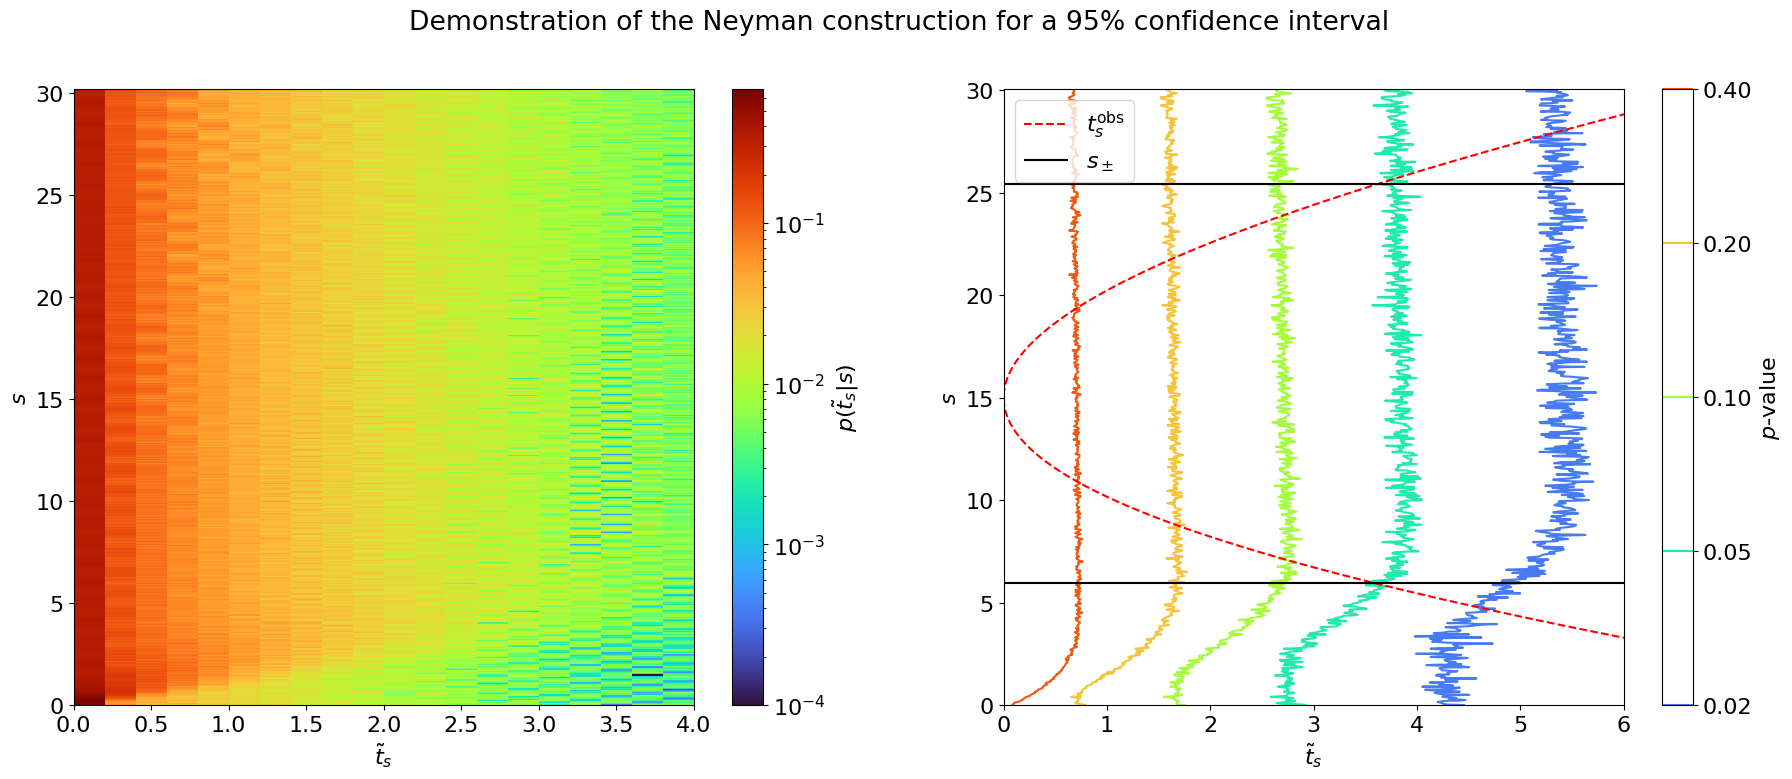 Demonstration of the Neyman construction for a 95% confidence interval
30
25
20
15
10
5
0
s
0.0 0.5 1.0 1.5 2.0 2.5 3.0 3.5 4.0
t̃ₛ
10⁻¹
10⁻²
10⁻³
10⁻⁴
p(t̃ₛ|s)
tₛᵒᵇˢ
s±
30
25
20
15
10
5
0
s
0 1 2 3 4 5 6
t̃ₛ
0.40
0.20
0.10
0.05
0.02
p-value